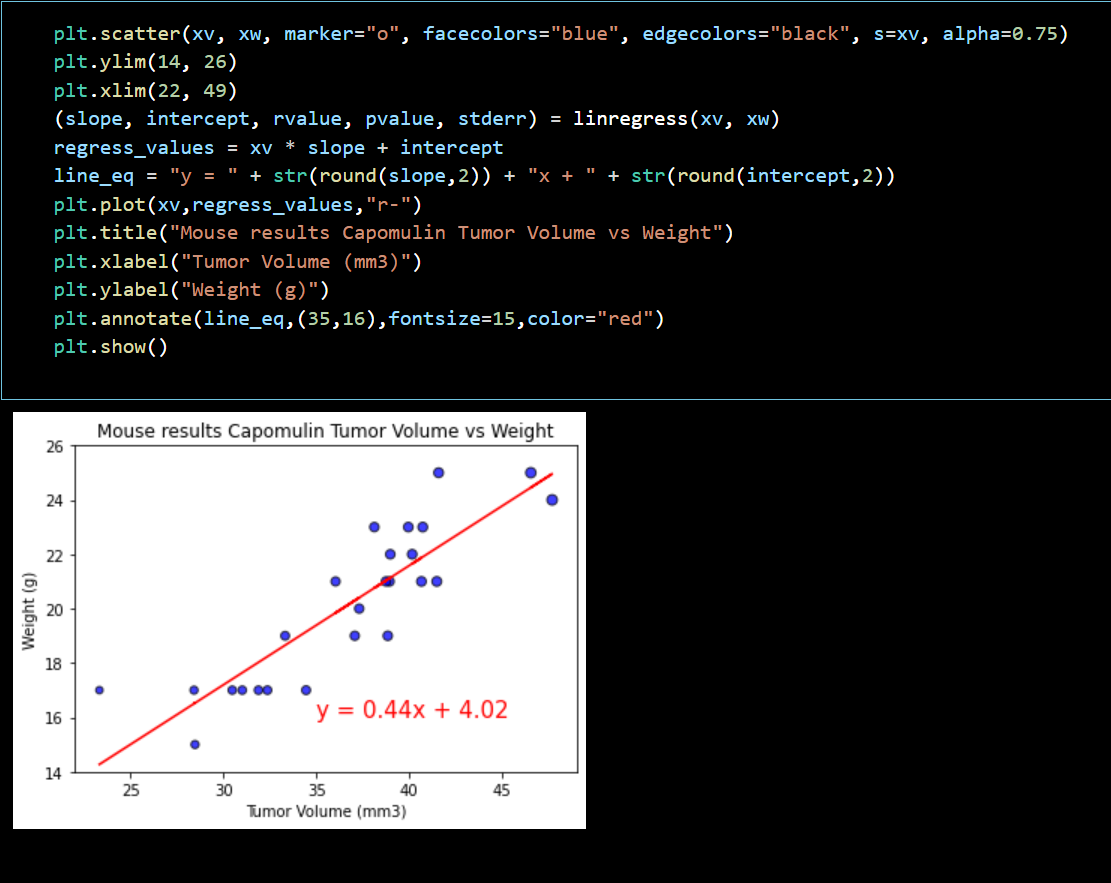 plt.scatter(xv, xw, marker="o", facecolors="blue", edgecolors="black", s=xv, alpha=0.75)
plt.ylim(14, 26)
plt.xlim(22, 49)
(slope, intercept, rvalue, pvalue, stderr) = linregress(xv, xw)
regress_values = xv * slope + intercept
line_eq = "y = " + str(round(slope,2)) + "x + " + str(round(intercept,2))
plt.plot(xv,regress_values,"r-")
plt.title("Mouse results Capomulin Tumor Volume vs Weight")
plt.xlabel("Tumor Volume (mm3)")
plt.ylabel("Weight (g)")
plt.annotate(line_eq,(35,16),fontsize=15,color="red")
plt.show()
Mouse results Capomulin Tumor Volume vs Weight
26
24
22
20
18
16
14
Weight (g)
y = 0.44x + 4.02
25 30 35 40 45
Tumor Volume (mm3)